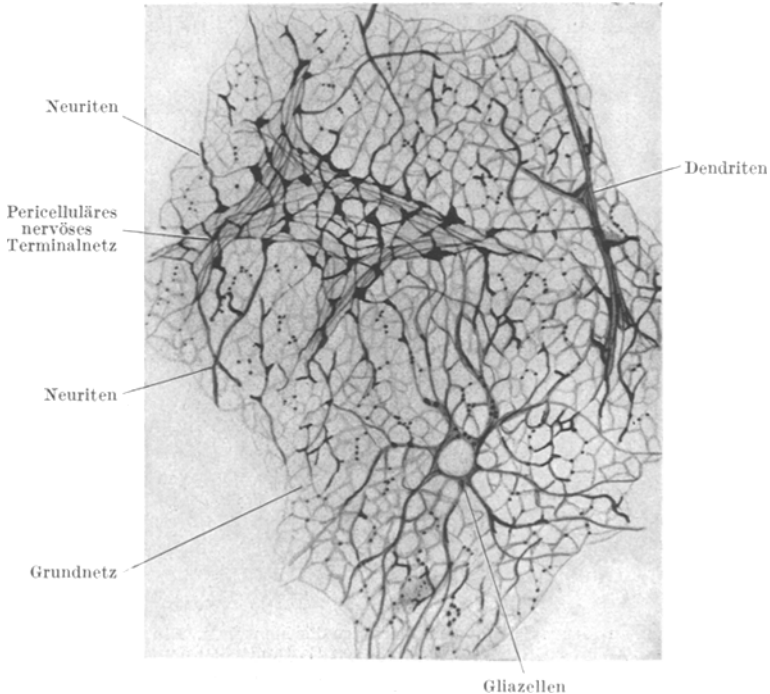 Neuriten
Dendriten
Pericelluläres
nervöses
Terminalnetz
Neuriten
Grundnetz
Gliazellen